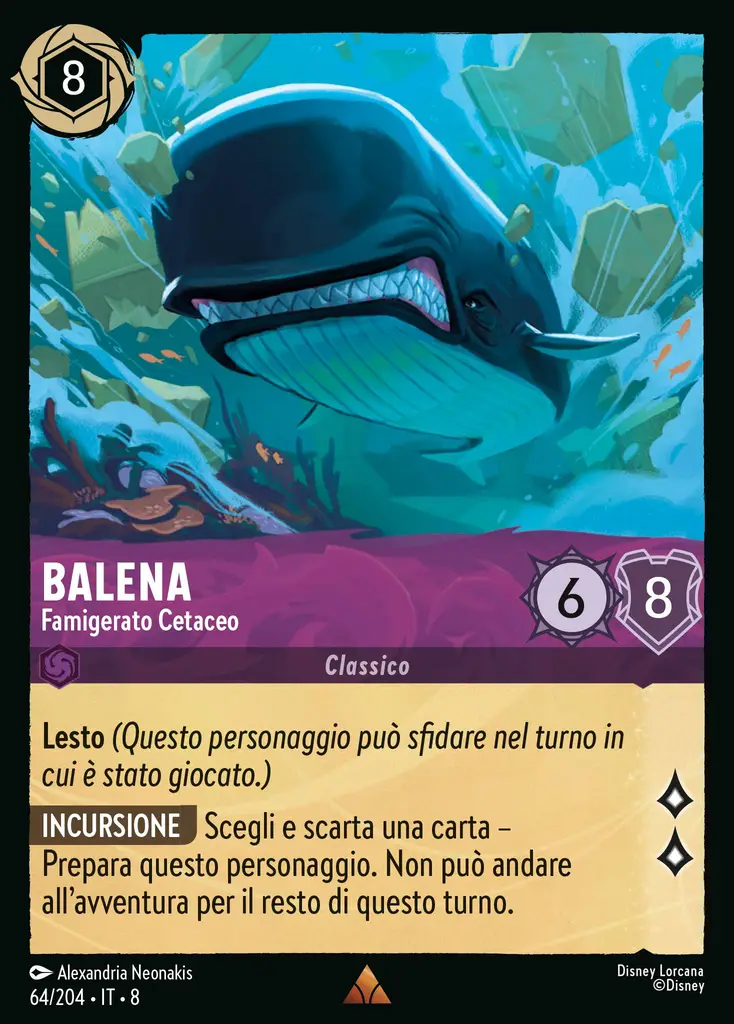 8
BALENA
Famigerato Cetaceo
6
8
Classico
Lesto (Questo personaggio può sfidare nel turno in
cui è stato giocato.)
INCURSIONE Scegli e scarta una carta –
Prepara questo personaggio. Non può andare
all’avventura per il resto di questo turno.
Alexandria Neonakis
64/204 • IT • 8
Disney Lorcana
©Disney